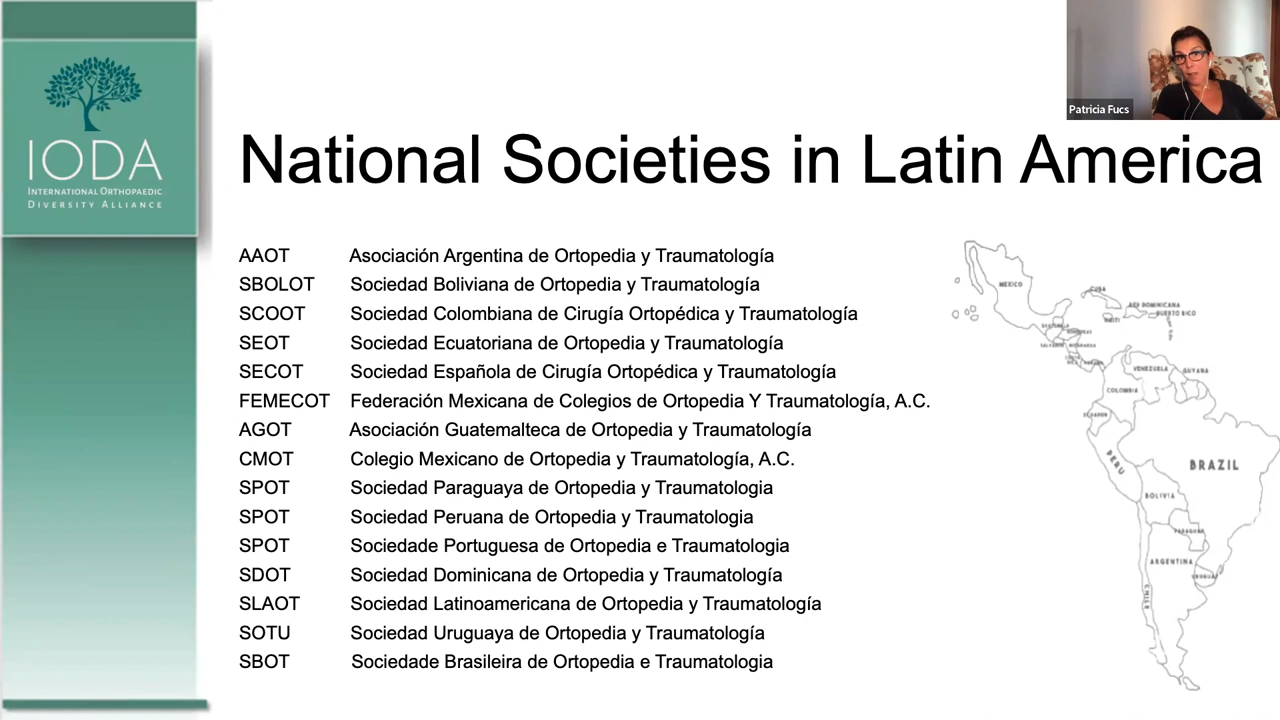 Patricia Fucs
IODA
INTERNATIONAL ORTHOPAEDIC
DIVERSITY ALLIANCE
National Societies in Latin America
AAOT Asociación Argentina de Ortopedia y Traumatología
SBOLOT Sociedad Boliviana de Ortopedia y Traumatología
SCOOT Sociedad Colombiana de Cirugía Ortopédica y Traumatología
SEOT Sociedad Ecuatoriana de Ortopedia y Traumatología
SECOT Sociedad Española de Cirugía Ortopédica y Traumatología
FEMECOT Federación Mexicana de Colegios de Ortopedia Y Traumatología, A.C.
AGOT Asociación Guatemalteca de Ortopedia y Traumatología
CMOT Colegio Mexicano de Ortopedia y Traumatología, A.C.
SPOT Sociedad Paraguaya de Ortopedia y Traumatologia
SPOT Sociedad Peruana de Ortopedia y Traumatologia
SPOT Sociedade Portuguesa de Ortopedia e Traumatologia
SDOT Sociedad Dominicana de Ortopedia y Traumatología
SLAOT Sociedad Latinoamericana de Ortopedia y Traumatología
SOTU Sociedad Uruguaya de Ortopedia y Traumatología
SBOT Sociedade Brasileira de Ortopedia e Traumatologia
MEXICO
CUBA
REP DOMINICANA
PUERTO RICO
HAITI
VENEZUELA
GUYANA
COLOMBIA
ECUADOR
PERU
BRAZIL
BOLIVIA
PARAGUAY
ARGENTINA
URUGUAY
CHILE